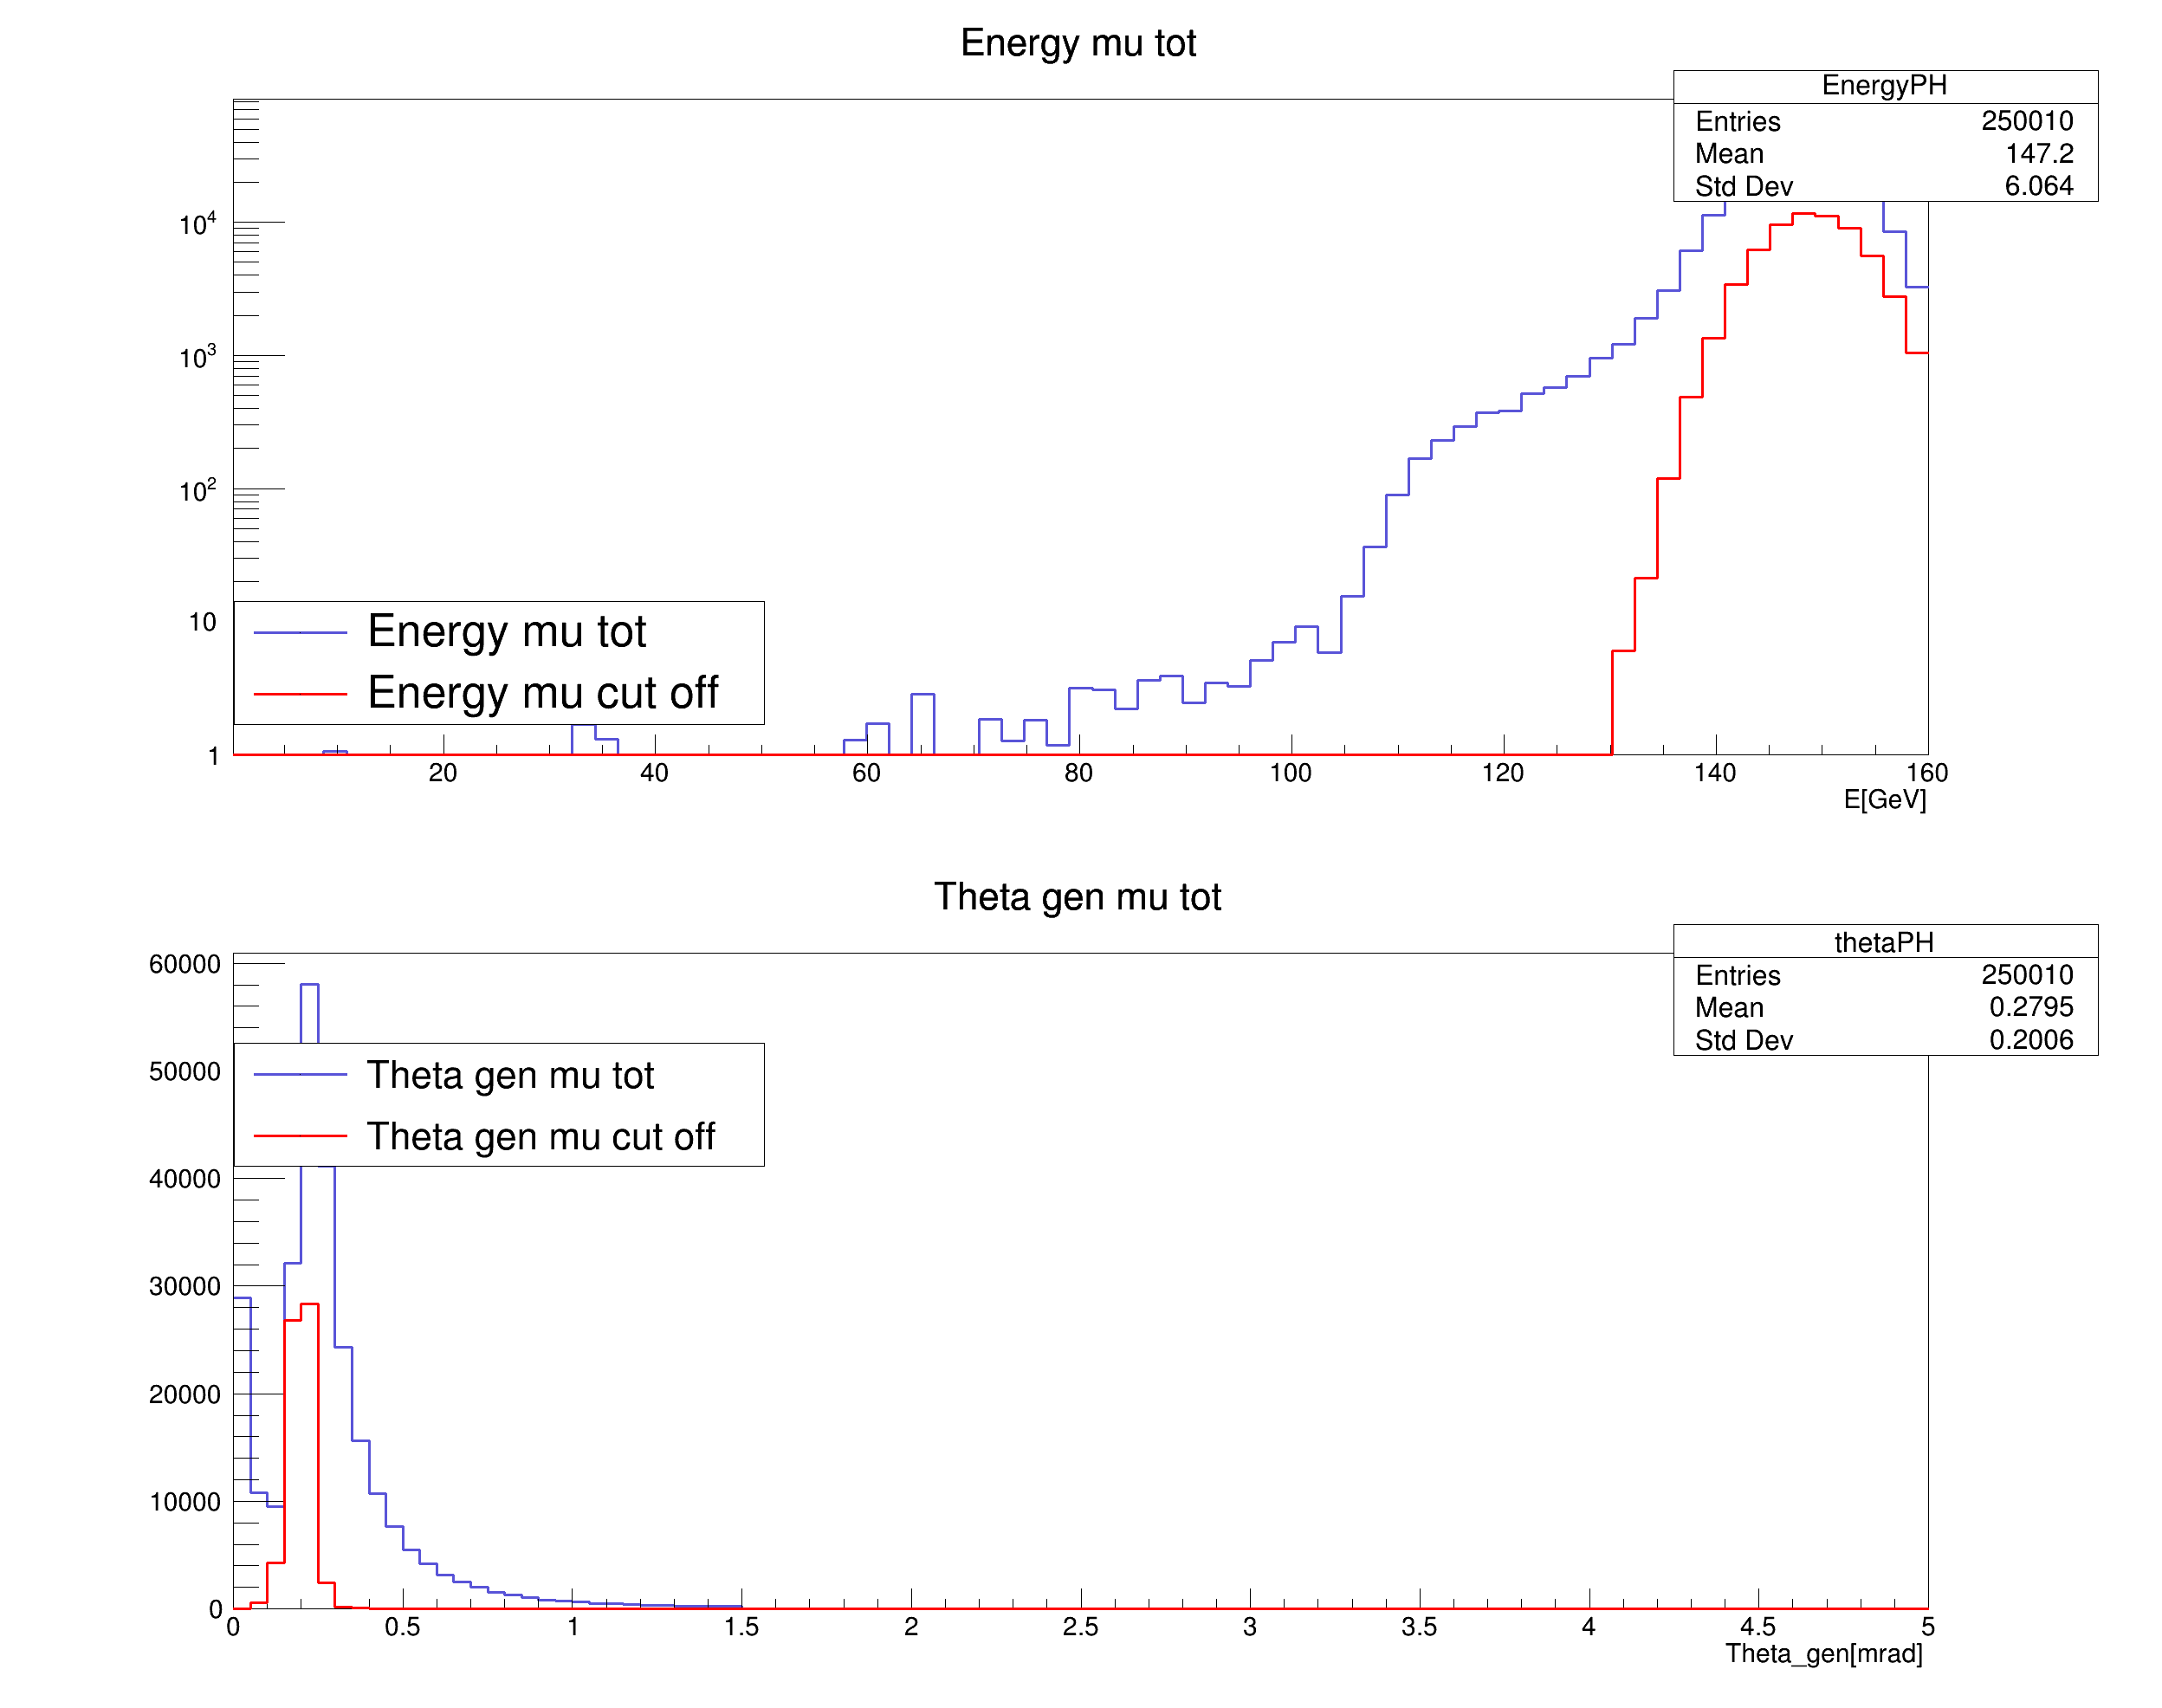 Energy mu tot
EnergyPH
Entries 250010
Mean 147.2
Std Dev 6.064
10^4
10^3
10^2
10
1
Energy mu tot
Energy mu cut off
20 40 60 80 100 120 140 160
E[GeV]
Theta gen mu tot
thetaPH
Entries 250010
Mean 0.2795
Std Dev 0.2006
60000
50000
40000
30000
20000
10000
0
Theta gen mu tot
Theta gen mu cut off
0 0.5 1 1.5 2 2.5 3 3.5 4 4.5 5
Theta_gen[mrad]